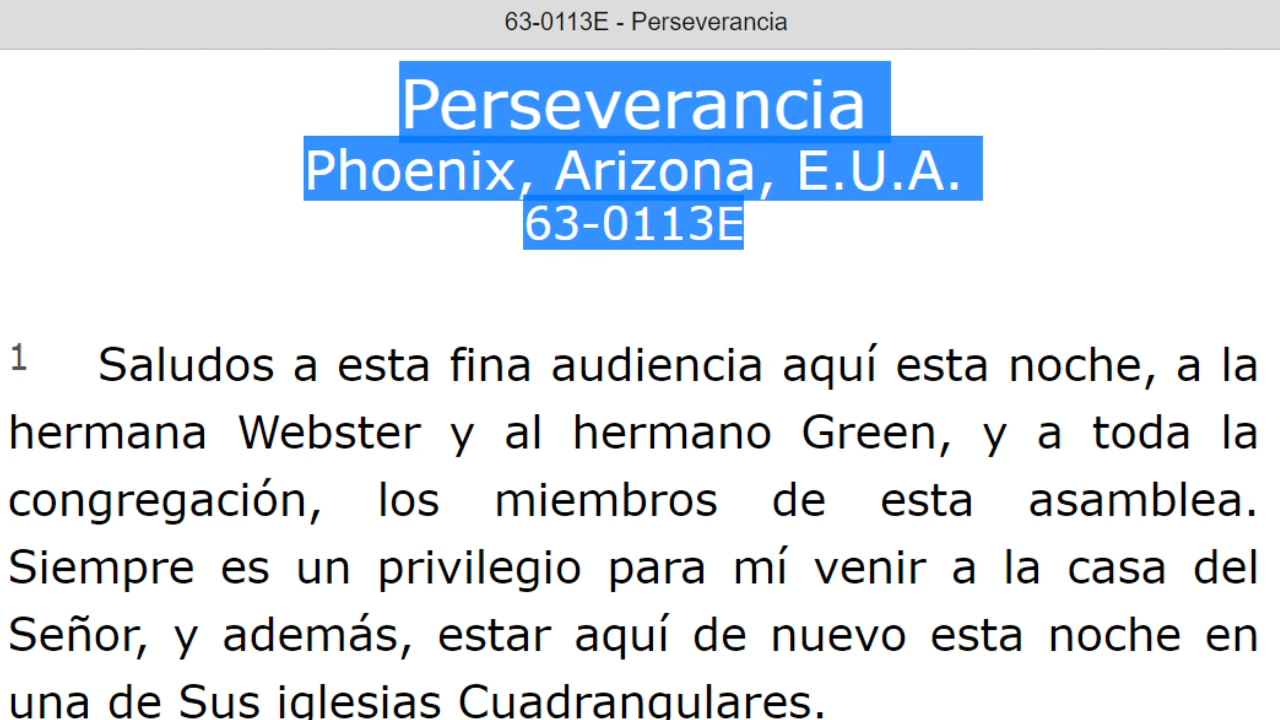 63-0113E - Perseverancia
Perseverancia
Phoenix, Arizona, E.U.A.
63-0113E
1 Saludos a esta fina audiencia aquí esta noche, a la
hermana Webster y al hermano Green, y a toda la
congregación, los miembros de esta asamblea.
Siempre es un privilegio para mí venir a la casa del
Señor, y además, estar aquí de nuevo esta noche en
una de Sus iglesias Cuadrangulares.